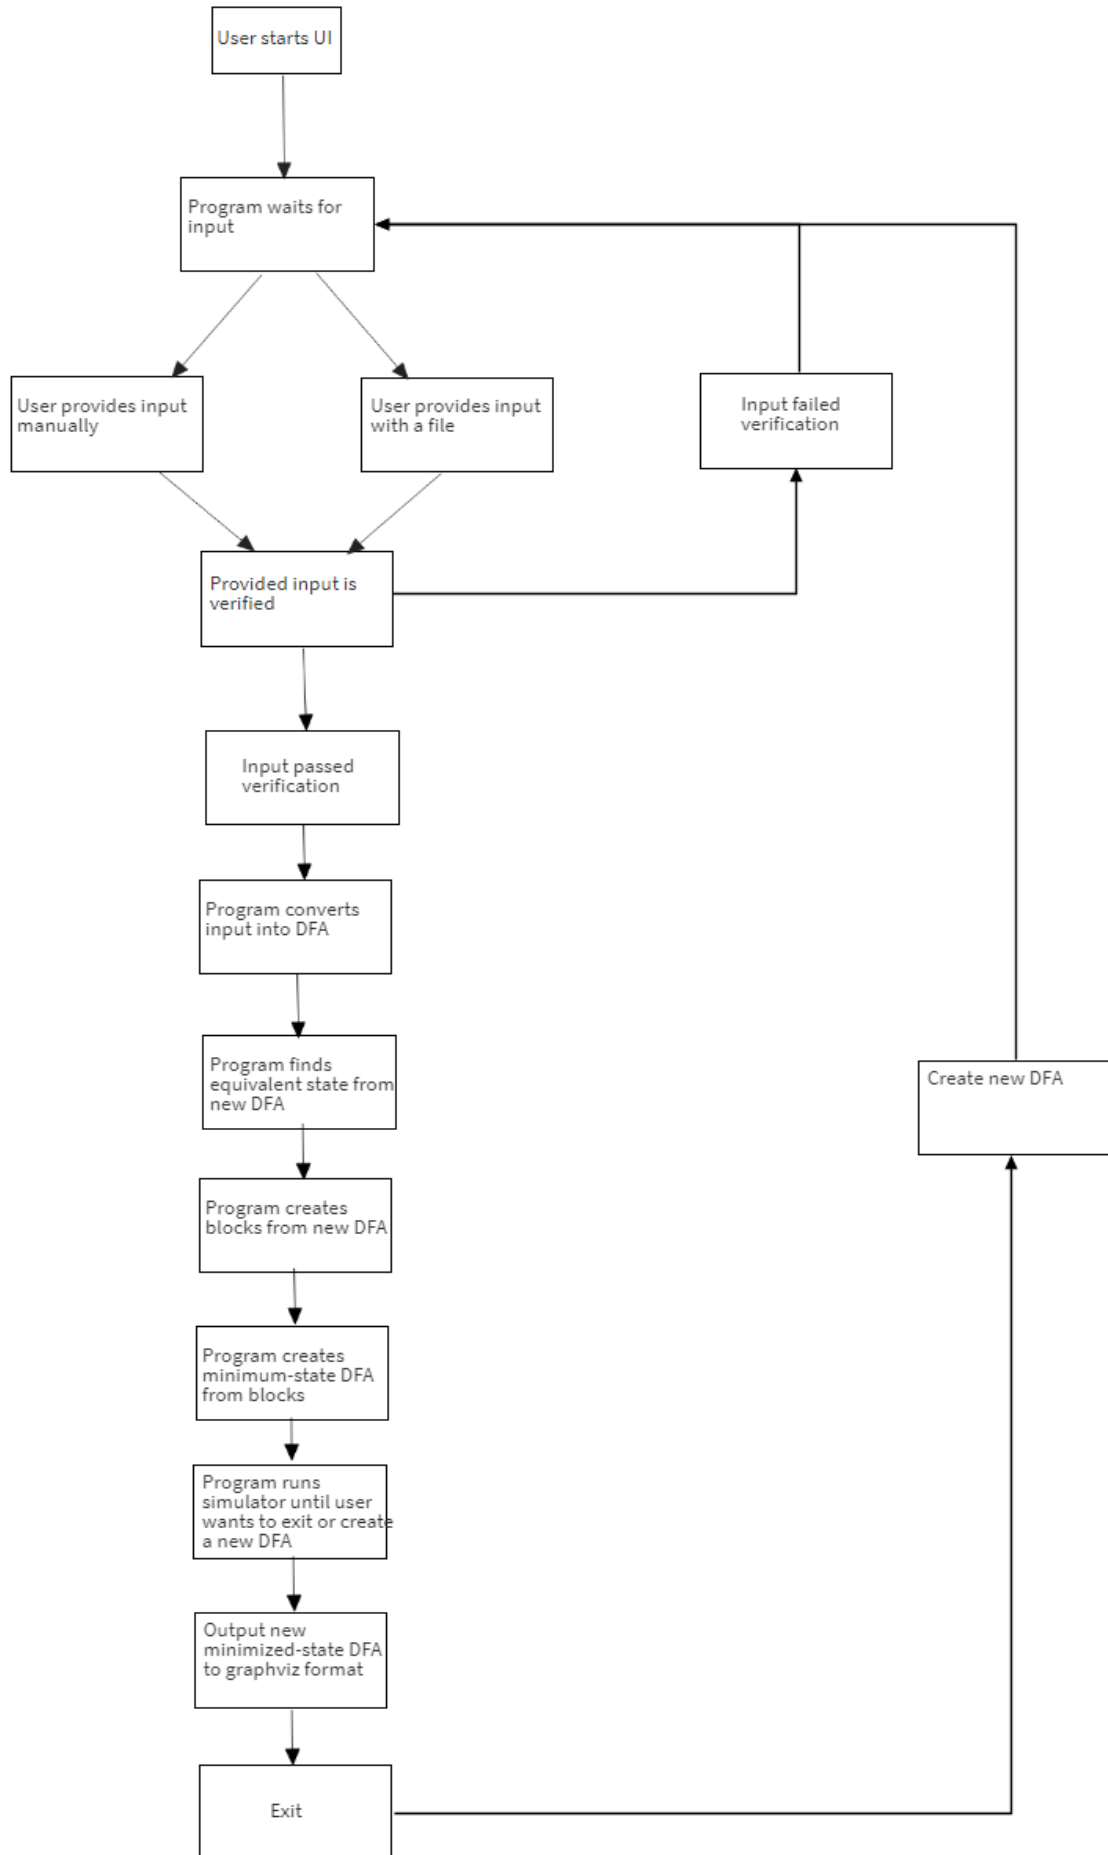 User starts UI
Program waits for
input
User provides input
manually
User provides input
with a file
Input failed
verification
Provided input is
verified
Input passed
verification
Program converts
input into DFA
Program finds
equivalent state from
new DFA
Create new DFA
Program creates
blocks from new DFA
Program creates
minimum-state DFA
from blocks
Program runs
simulator until user
wants to exit or create
a new DFA
Output new
minimized-state DFA
to graphviz format
Exit